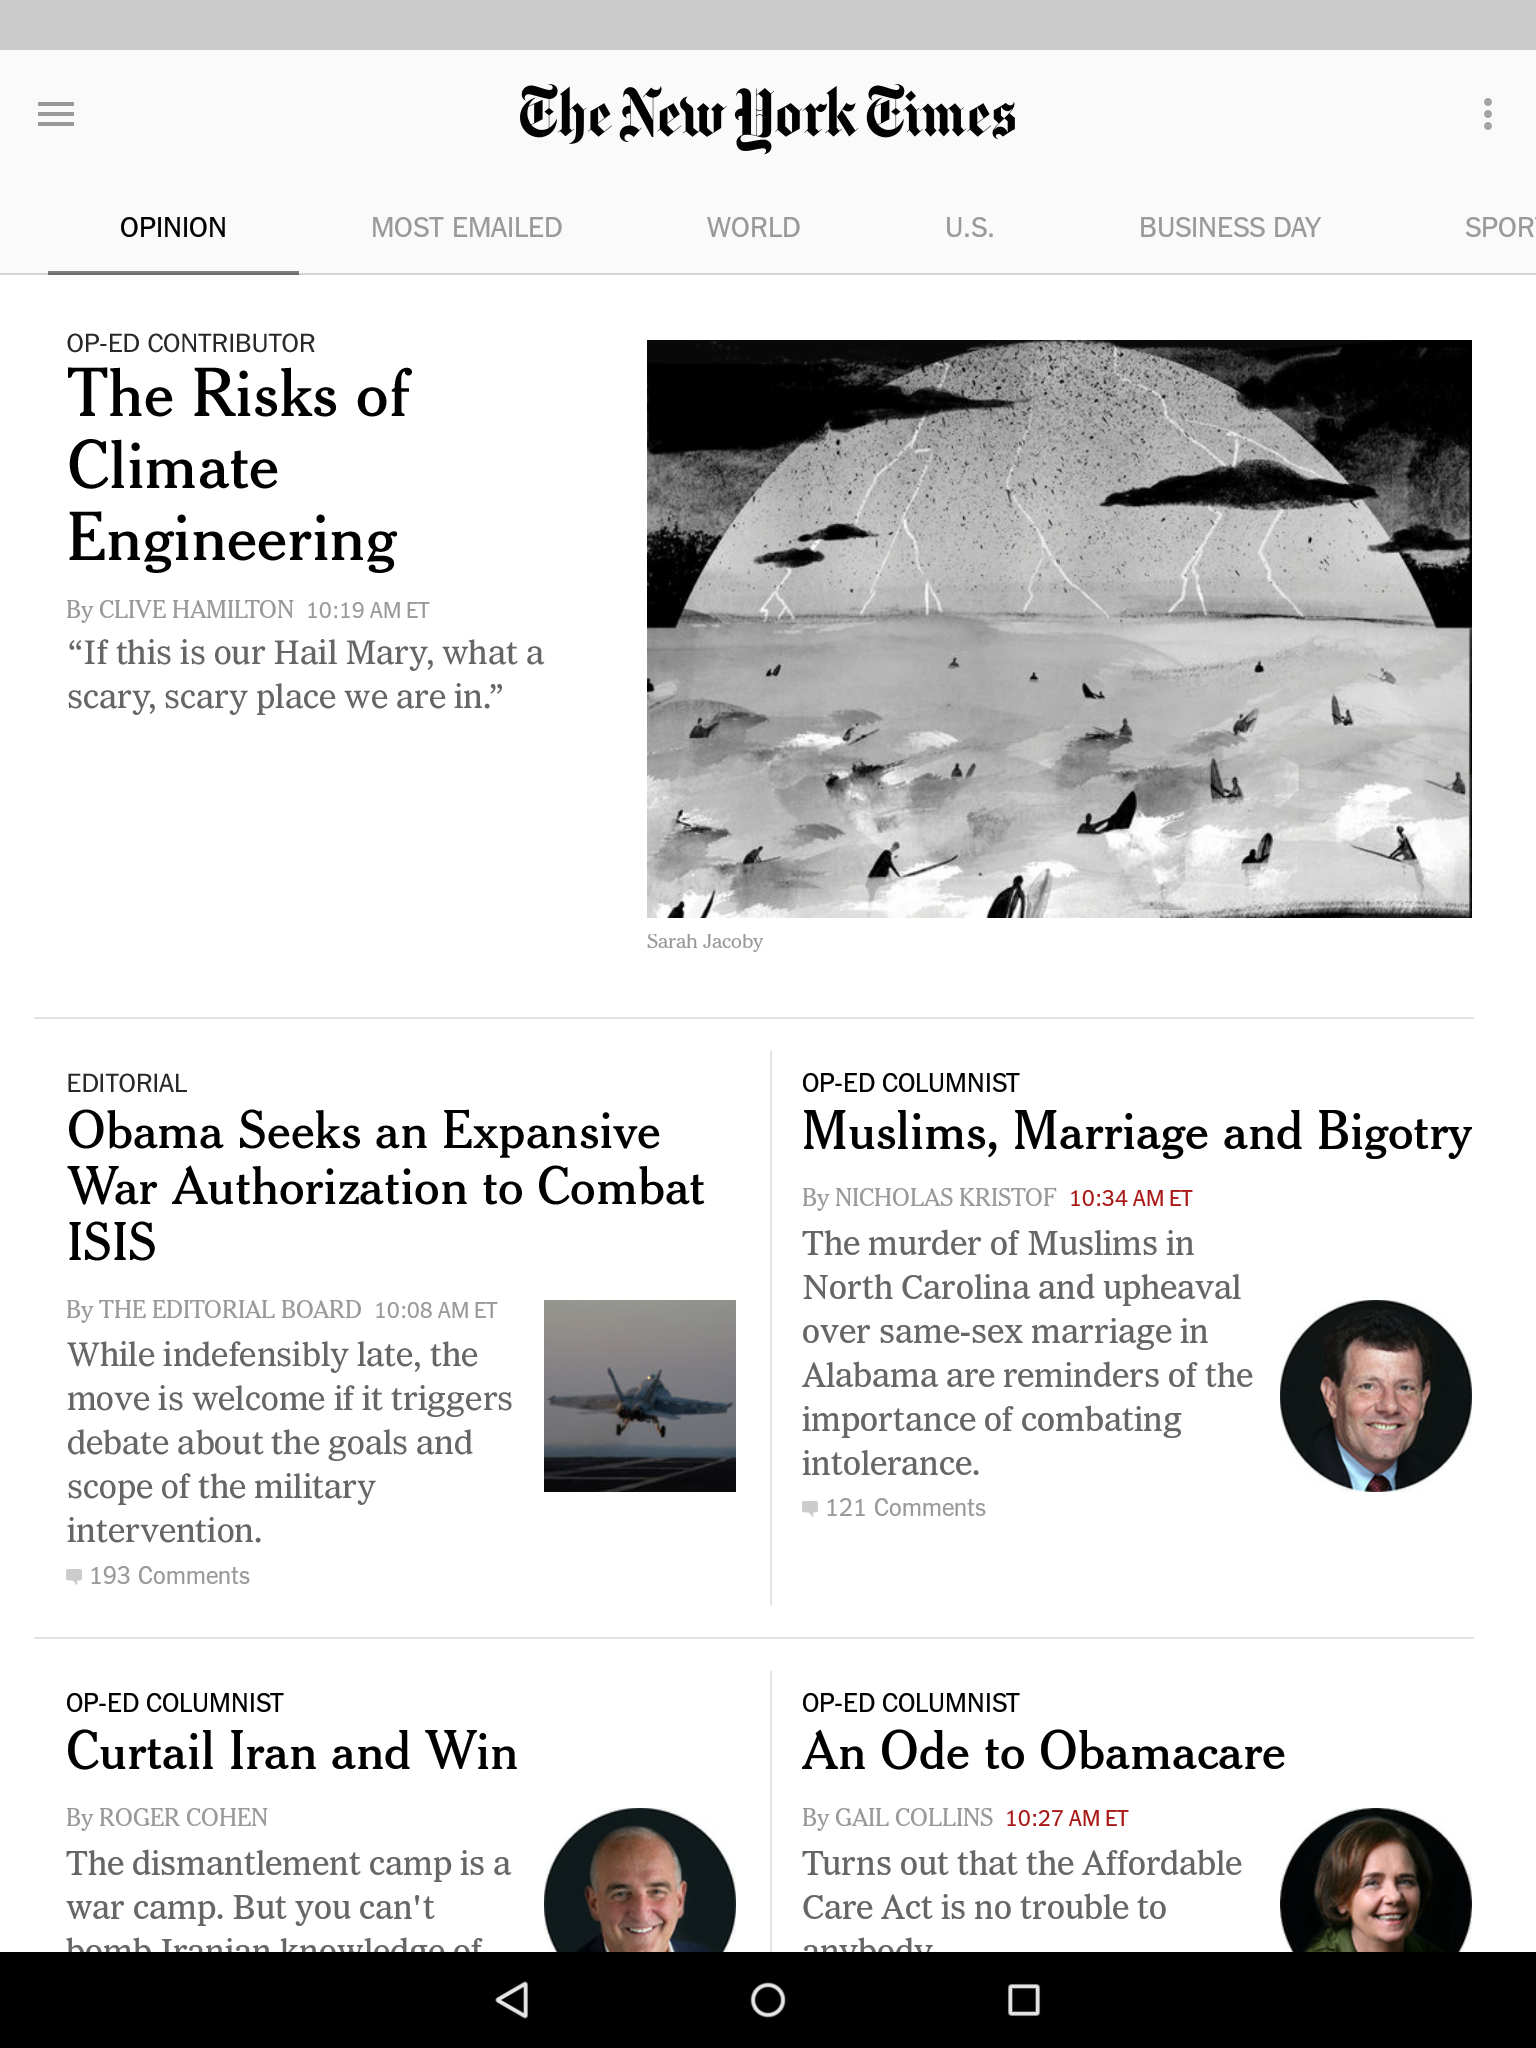 The New York Times
OPINION
MOST EMAILED
WORLD
U.S.
BUSINESS DAY
OP-ED CONTRIBUTOR
The Risks of
Climate
Engineering
By CLIVE HAMILTON 10:19 AM ET
“If this is our Hail Mary, what a
scary, scary place we are in.”
Sarah Jacoby
EDITORIAL
Obama Seeks an Expansive
War Authorization to Combat
ISIS
By THE EDITORIAL BOARD 10:08 AM ET
While indefensibly late, the
move is welcome if it triggers
debate about the goals and
scope of the military
intervention.
193 Comments
OP-ED COLUMNIST
Muslims, Marriage and Bigotry
By NICHOLAS KRISTOF 10:34 AM ET
The murder of Muslims in
North Carolina and upheaval
over same-sex marriage in
Alabama are reminders of the
importance of combating
intolerance.
121 Comments
OP-ED COLUMNIST
Curtail Iran and Win
By ROGER COHEN
The dismantlement camp is a
war camp. But you can't
bomb Iranian knowledge of
OP-ED COLUMNIST
An Ode to Obamacare
By GAIL COLLINS 10:27 AM ET
Turns out that the Affordable
Care Act is no trouble to
anybody